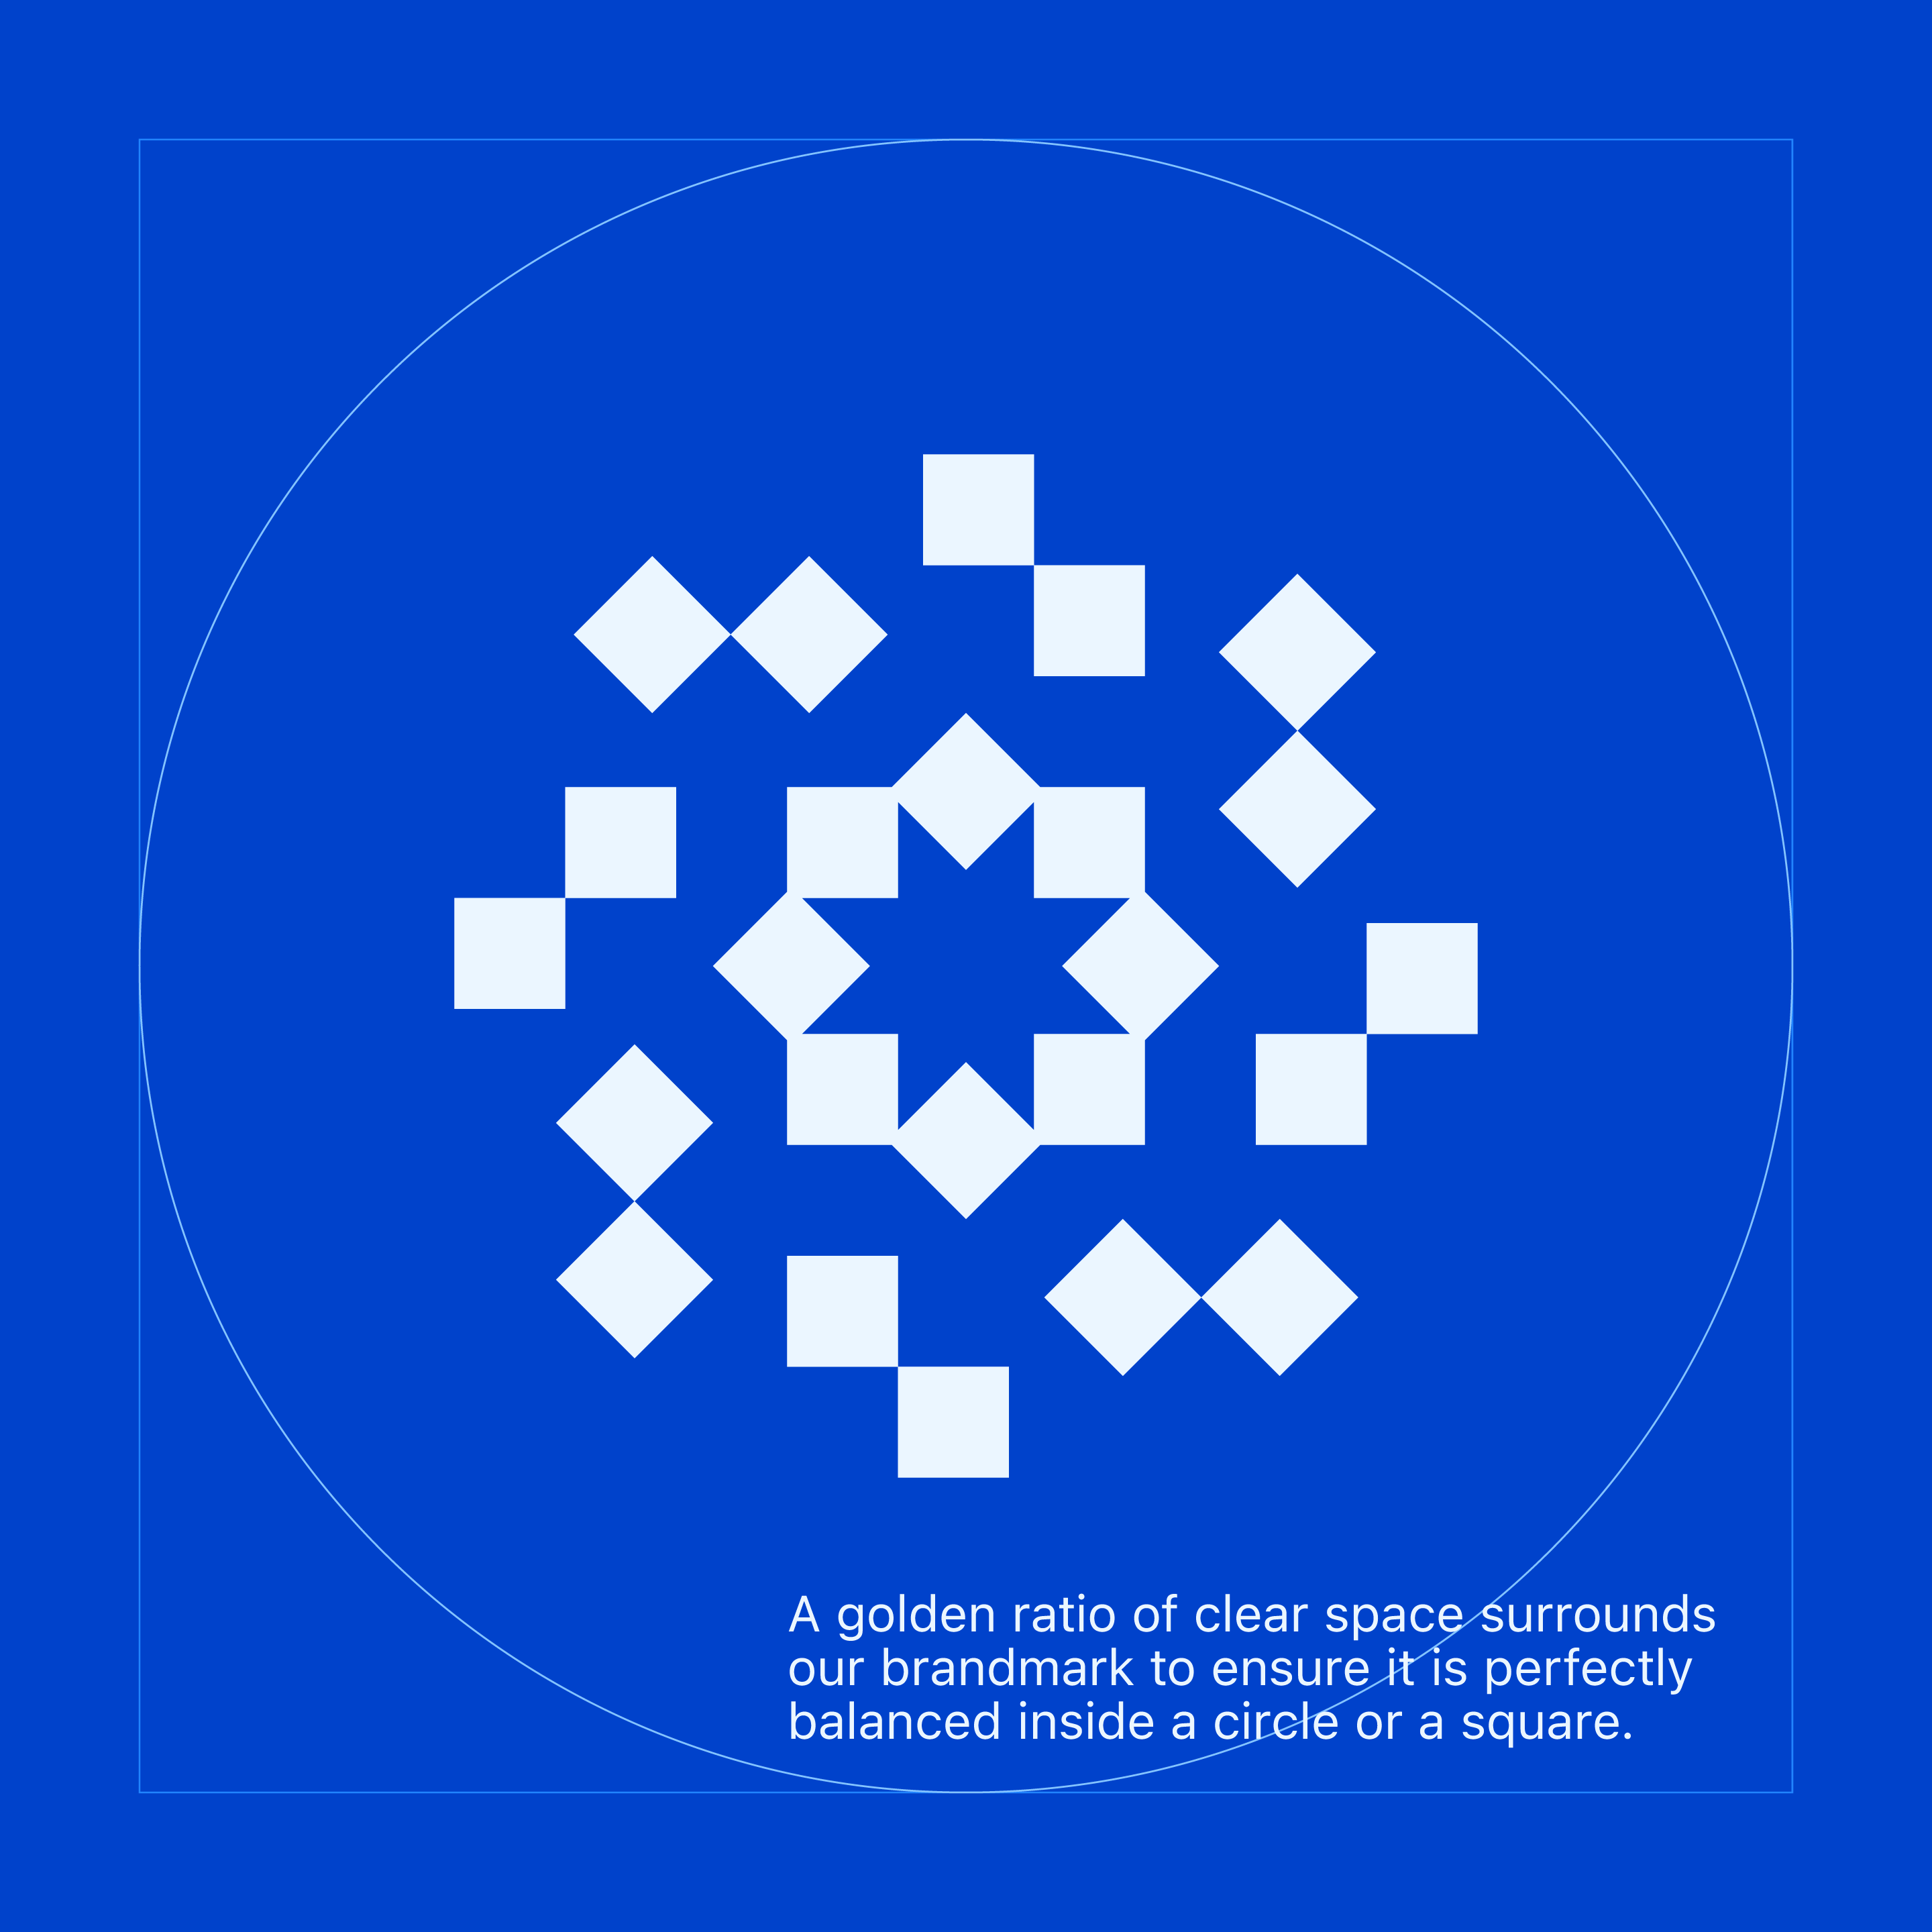 A golden ratio of clear space surrounds
our brandmark to ensure it is perfectly
balanced inside a circle or a square.